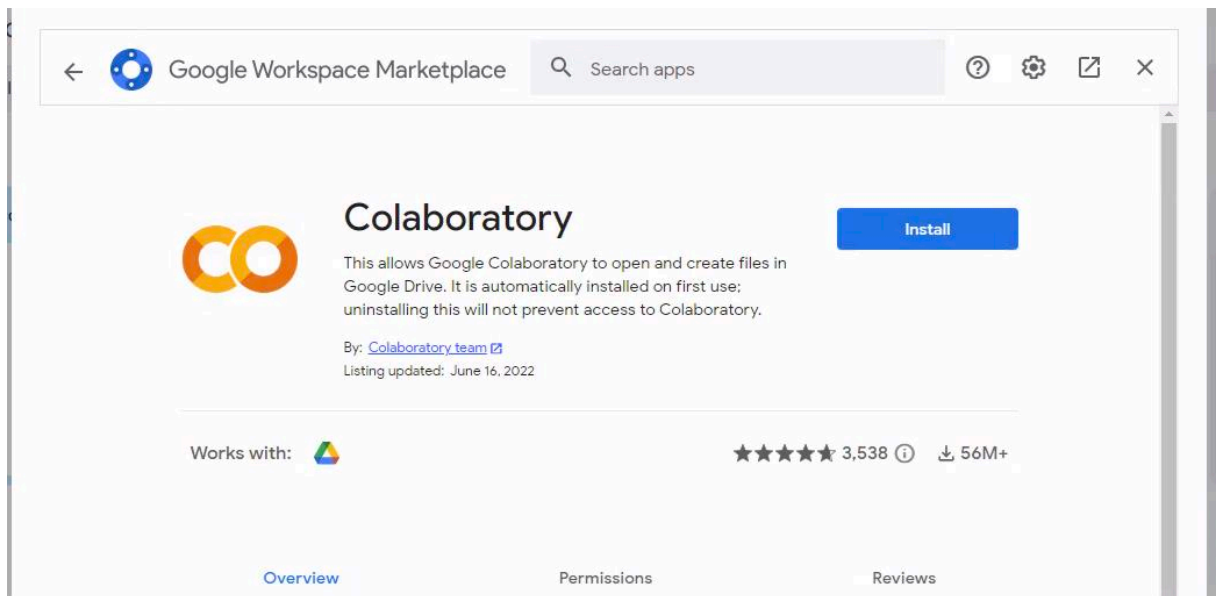 Google Workspace Marketplace
Search apps
Colaboratory
Install
This allows Google Colaboratory to open and create files in
Google Drive. It is automatically installed on first use;
uninstalling this will not prevent access to Colaboratory.
By: Colaboratory team
Listing updated: June 16, 2022
Works with:
3,538
56M+
Overview
Permissions
Reviews